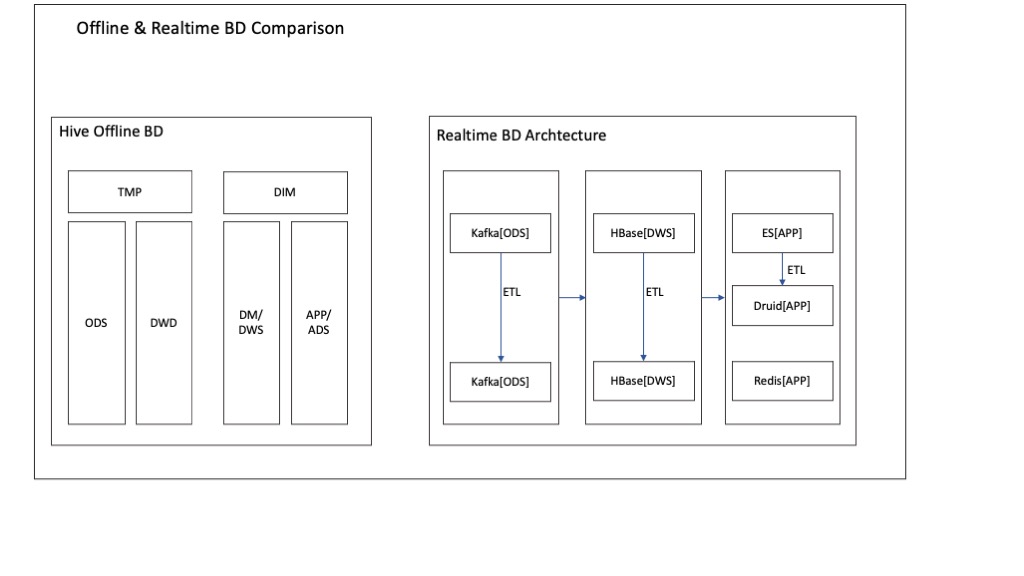 Offline & Realtime BD Comparison
Hive Offline BD
TMP
DIM
ODS
DWD
DM/
DWS
APP/
ADS
Realtime BD Archtecture
Kafka[ODS]
ETL
Kafka[ODS]
HBase[DWS]
ETL
HBase[DWS]
ES[APP]
ETL
Druid[APP]
Redis[APP]